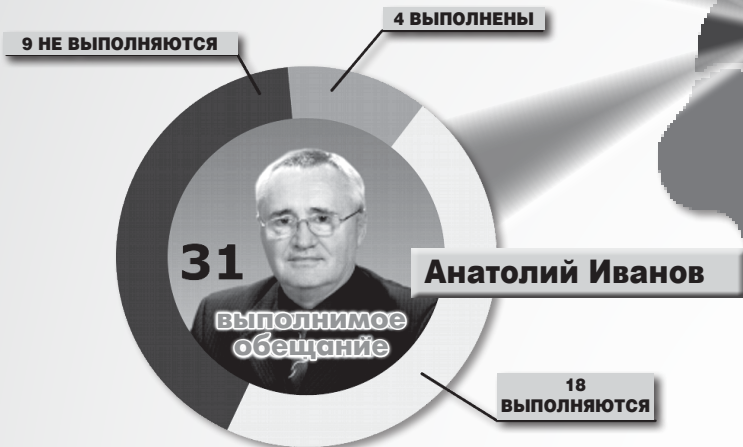 4 ВЫПОЛНЕНЫ
9 НЕ ВЫПОЛНЯЮТСЯ
31
Анатолий Иванов
выполнимое
обещание
18
ВЫПОЛНЯЮТСЯ